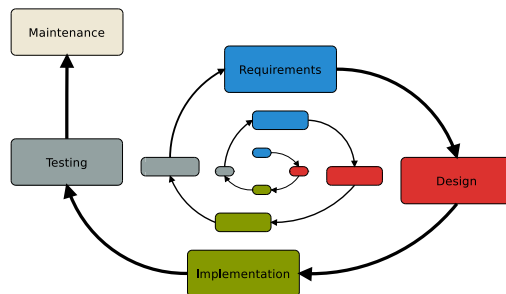 Maintenance
Requirements
Testing
Design
Implementation